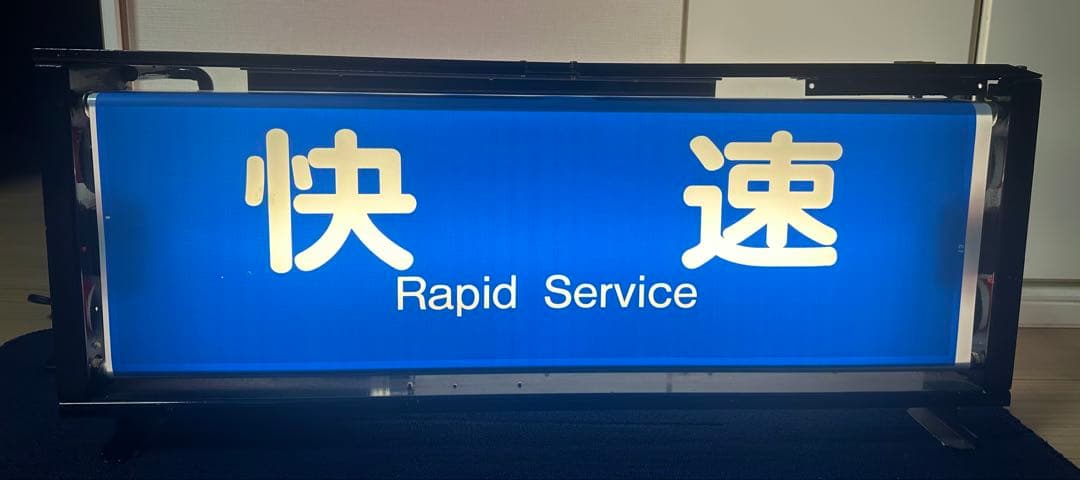 快速
Rapid Service